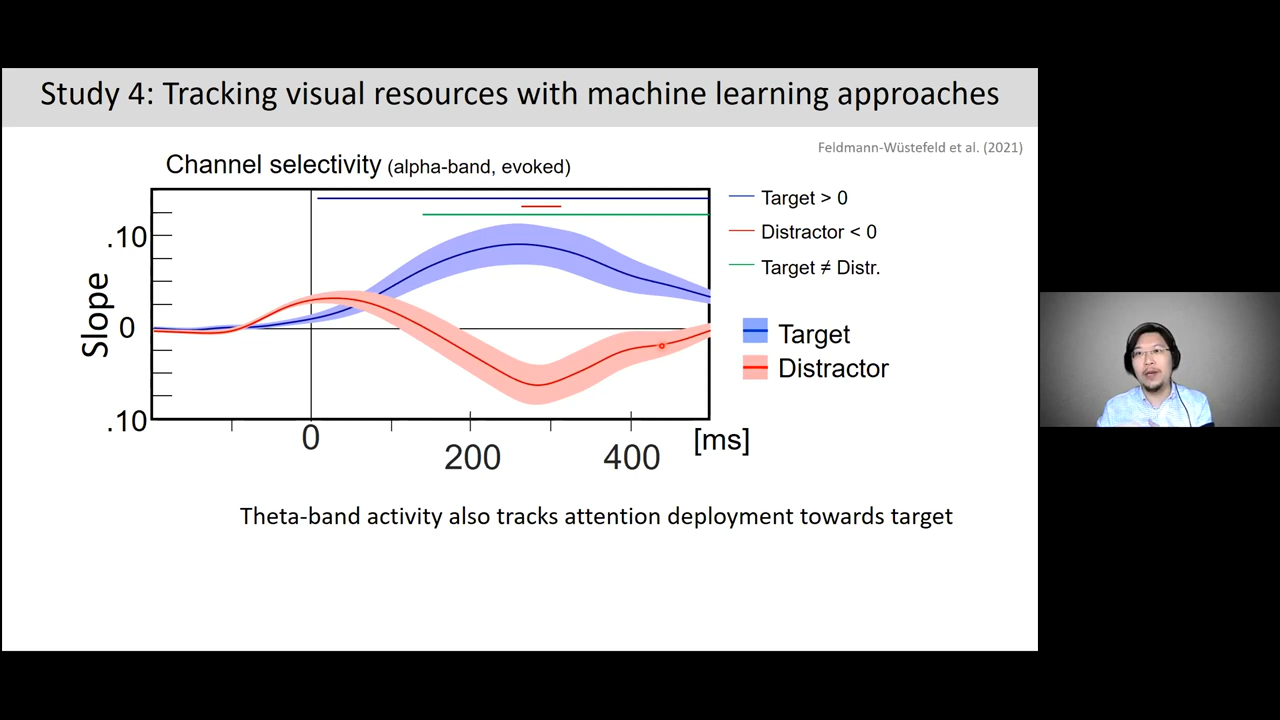 Study 4: Tracking visual resources with machine learning approaches
Feldmann-Wüstefeld et al. (2021)
Channel selectivity (alpha-band, evoked)
Target > 0
Distractor < 0
Target ≠ Distr.
Target
Distractor
Slope
.10
0
.10
0
200
400
[ms]
Theta-band activity also tracks attention deployment towards target